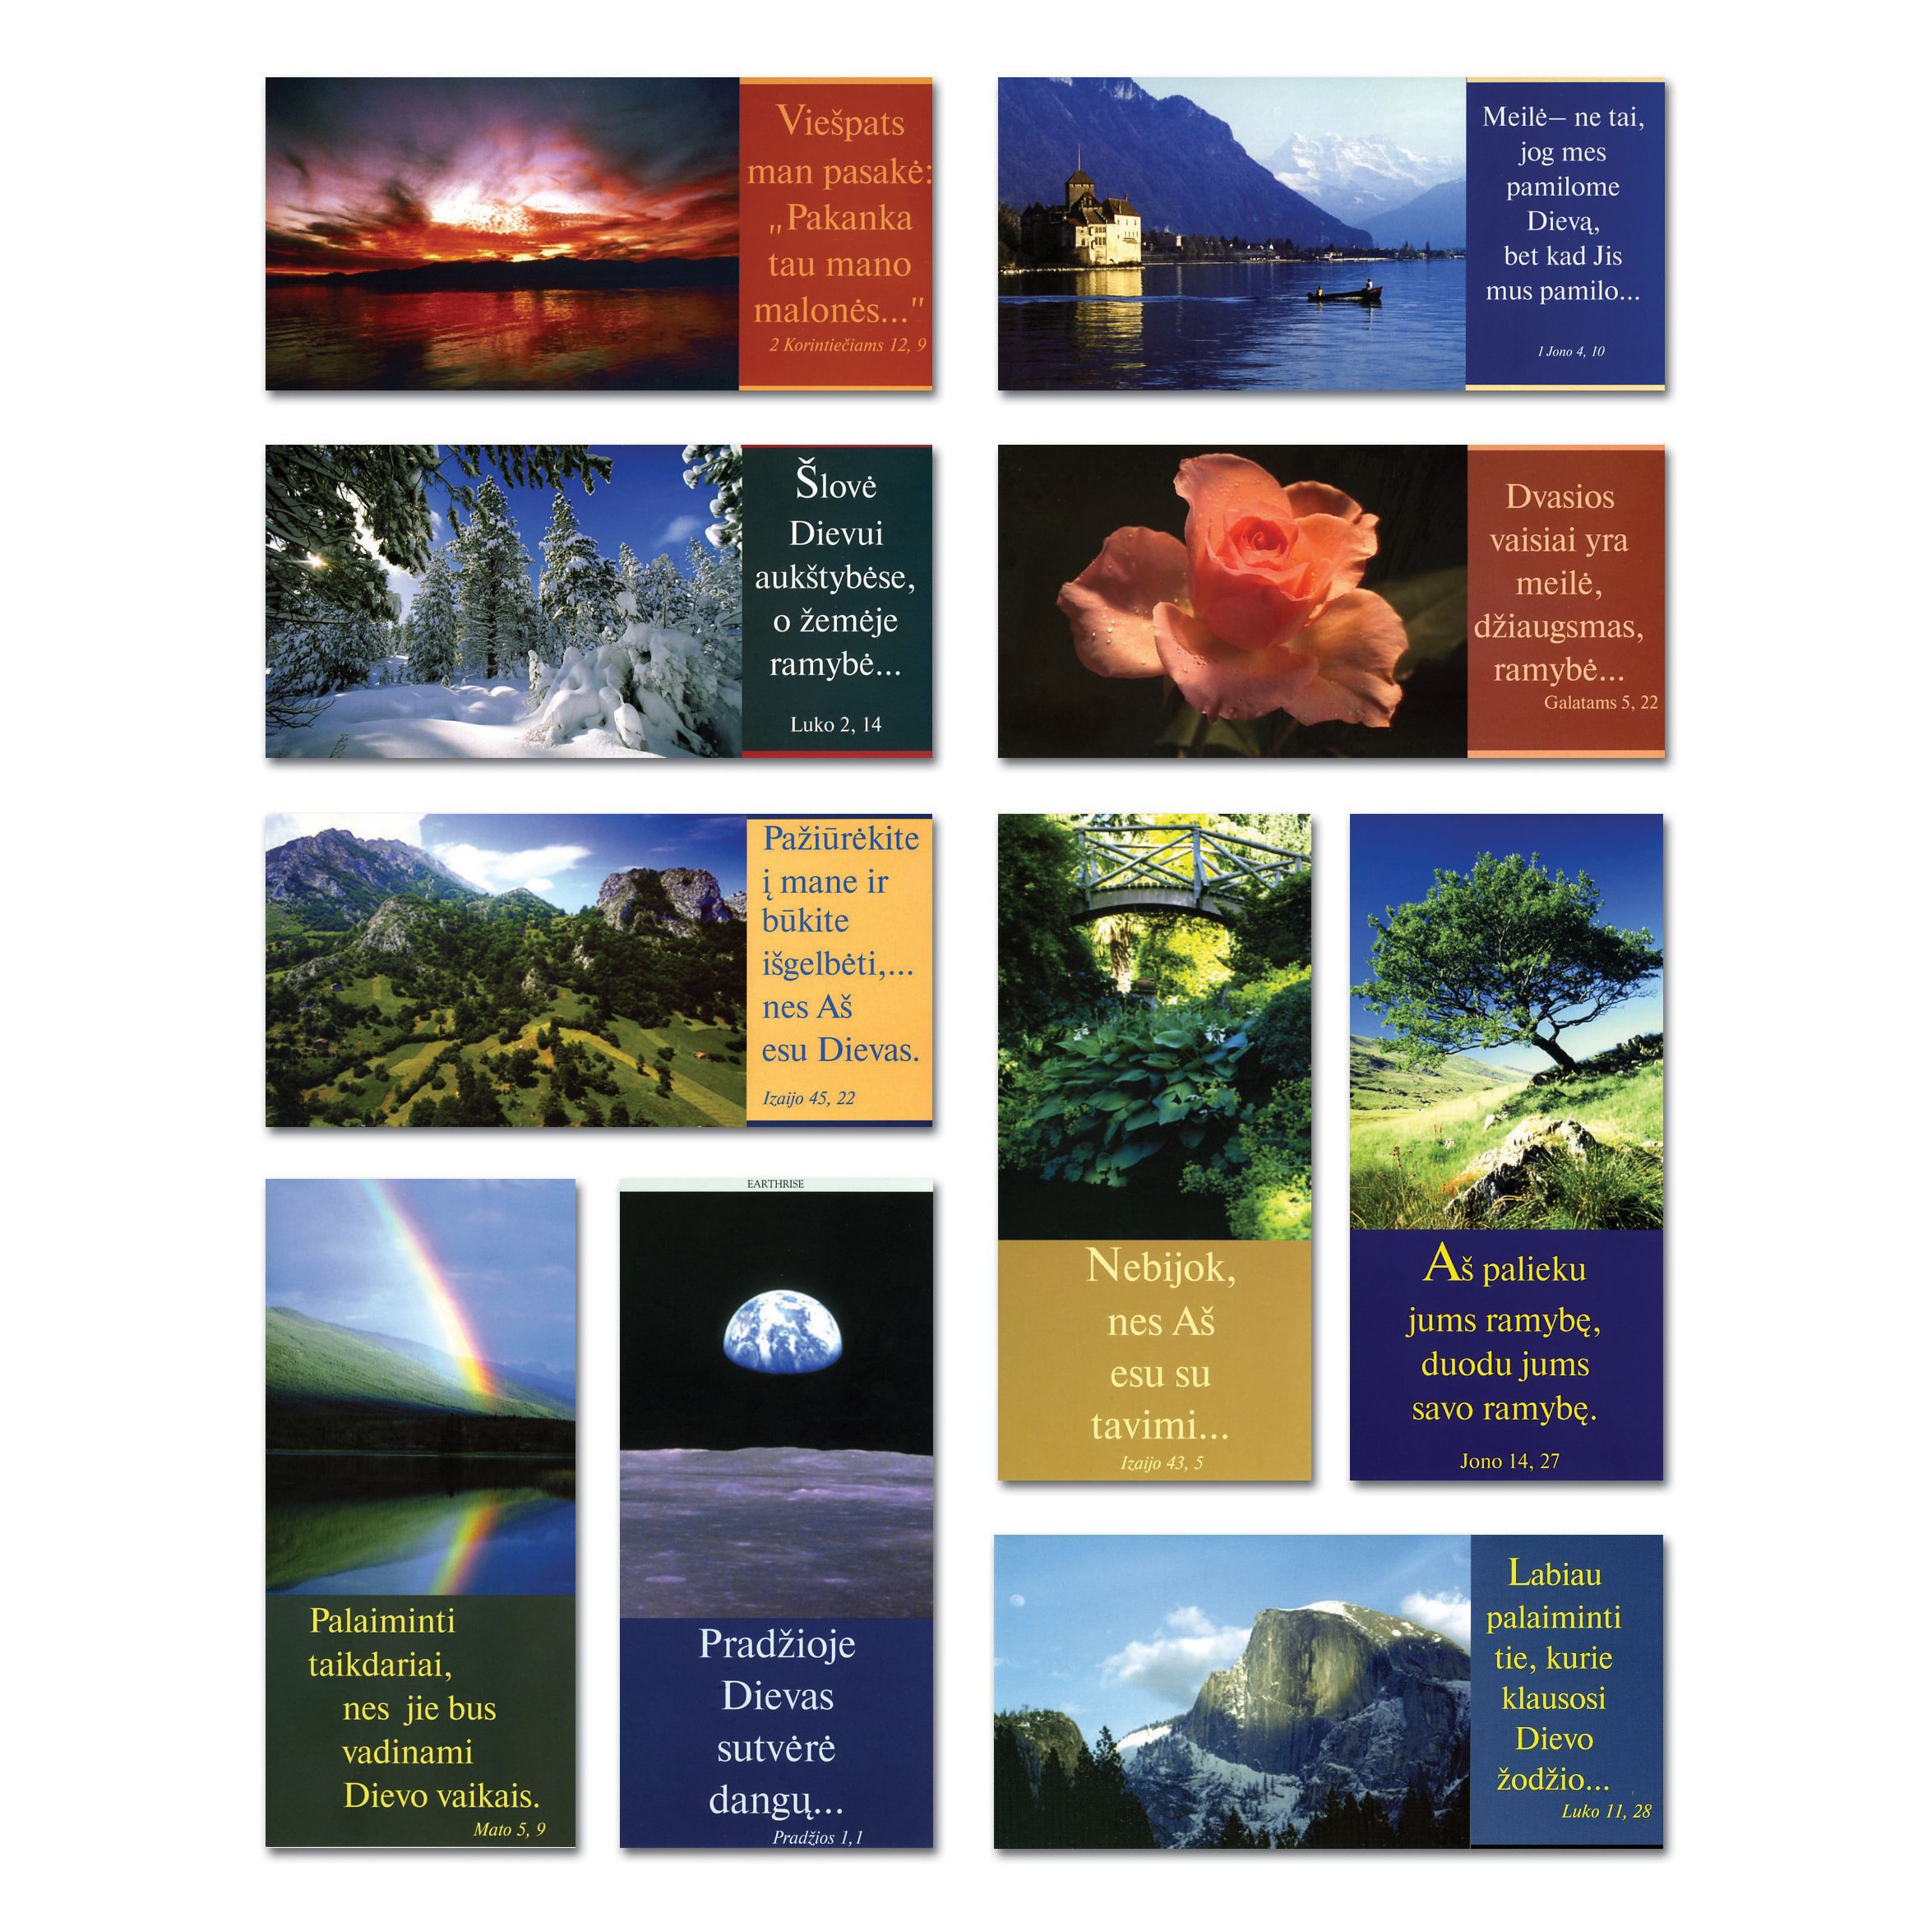 Viešpats
man pasakė:
„Pakanka
tau mano
malonės..."
2 Korintiečiams 12, 9
Meilė– ne tai,
jog mes
pamilome
Dievą,
bet kad Jis
mus pamilo...
1 Jono 4, 10
Šlovė
Dievui
aukštybėse,
o žemėje
ramybė...
Luko 2, 14
Dvasios
vaisiai yra
meilė,
džiaugsmas,
ramybė...
Galatams 5, 22
Pažiūrėkite
į mane ir
būkite
išgelbėti,...
nes Aš
esu Dievas.
Izaijo 45, 22
Nebijok,
nes Aš
esu su
tavimi...
Izaijo 43, 5
Aš palieku
jums ramybę,
duodu jums
savo ramybę.
Jono 14, 27
Palaiminti
taikdariai,
nes jie bus
vadinami
Dievo vaikais.
Mato 5, 9
EARTHRISE
Pradžioje
Dievas
sutvėrė
dangų...
Pradžios 1,1
Labiau
palaiminti
tie, kurie
klausosi
Dievo
žodžio...
Luko 11, 28